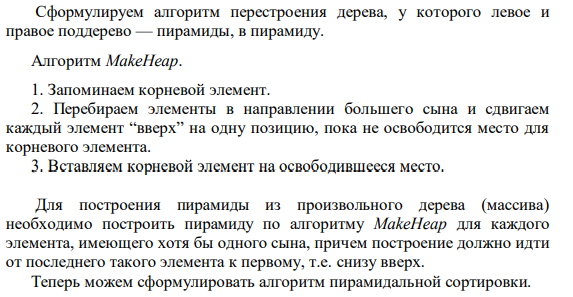 Сформулируем алгоритм перестроения дерева, у которого левое и
правое поддерево — пирамиды, в пирамиду.
Алгоритм MakeHeap.
1. Запоминаем корневой элемент.
2. Перебираем элементы в направлении большего сына и сдвигаем
каждый элемент “вверх” на одну позицию, пока не освободится место для
корневого элемента.
3. Вставляем корневой элемент на освободившееся место.
Для построения пирамиды из произвольного дерева (массива)
необходимо построить пирамиду по алгоритму MakeHeap для каждого
элемента, имеющего хотя бы одного сына, причем построение должно идти
от последнего такого элемента к первому, т.е. снизу вверх.
Теперь можем сформулировать алгоритм пирамидальной сортировки.